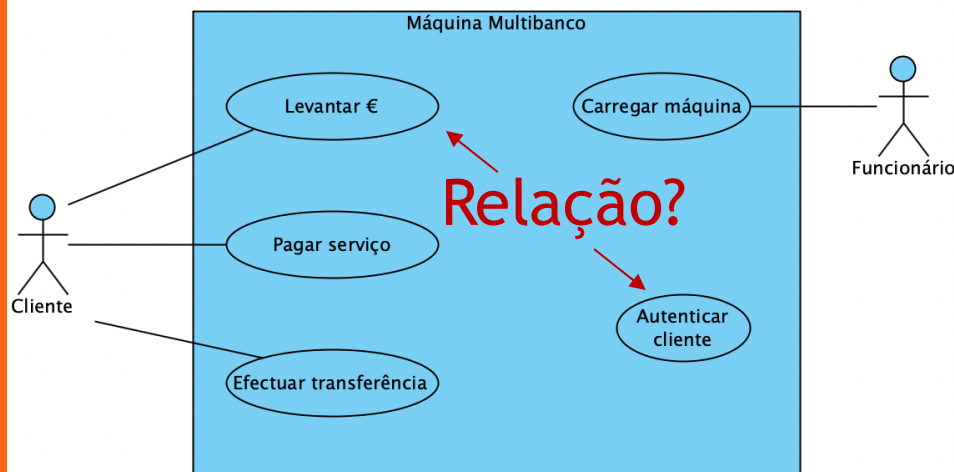 Máquina Multibanco
Levantar €
Carregar máquina
Funcionário
Relação?
Pagar serviço
Cliente
Autenticar
cliente
Efectuar transferência